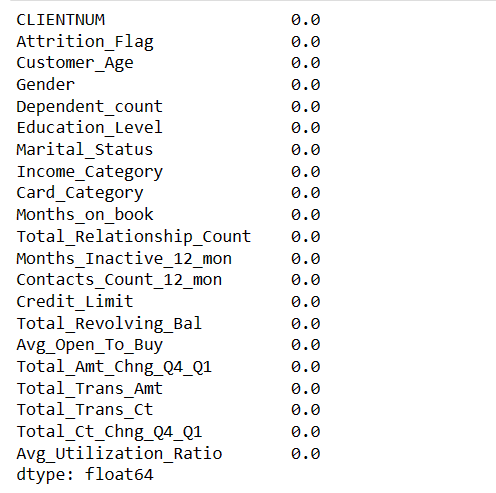 CLIENTNUM 0.0
Attrition_Flag 0.0
Customer_Age 0.0
Gender 0.0
Dependent_count 0.0
Education_Level 0.0
Marital_Status 0.0
Income_Category 0.0
Card_Category 0.0
Months_on_book 0.0
Total_Relationship_Count 0.0
Months_Inactive_12_mon 0.0
Contacts_Count_12_mon 0.0
Credit_Limit 0.0
Total_Revolving_Bal 0.0
Avg_Open_To_Buy 0.0
Total_Amt_Chng_Q4_Q1 0.0
Total_Trans_Amt 0.0
Total_Trans_Ct 0.0
Total_Ct_Chng_Q4_Q1 0.0
Avg_Utilization_Ratio 0.0
dtype: float64